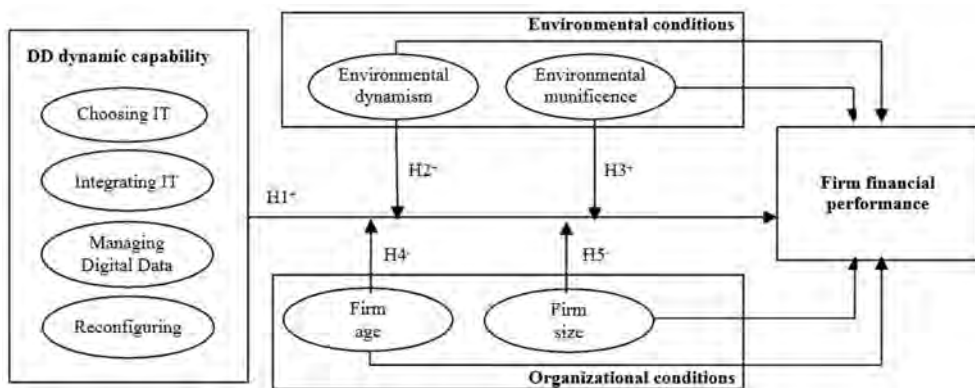 Environmental conditions
DD dynamic capability
Environmental
dynamism
Environmental
munificence
Choosing IT
Integrating IT
H2+
H3+
H1+
Firm financial
performance
Managing
Digital Data
H4-
H5-
Reconfiguring
Firm
age
Firm
size
Organizational conditions